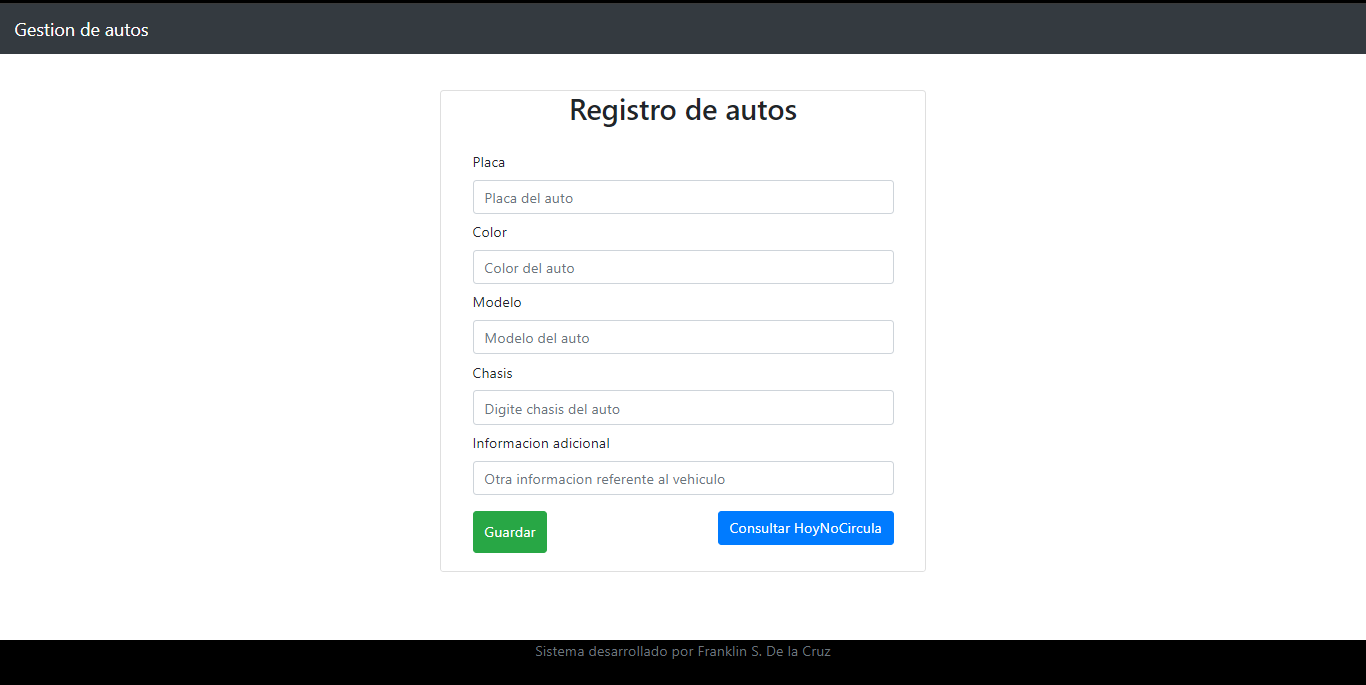 Gestion de autos
Registro de autos
Placa
Placa del auto
Color
Color del auto
Modelo
Modelo del auto
Chasis
Digite chasis del auto
Informacion adicional
Otra informacion referente al vehiculo
Guardar
Consultar HoyNoCircula
Sistema desarrollado por Franklin S. De la Cruz